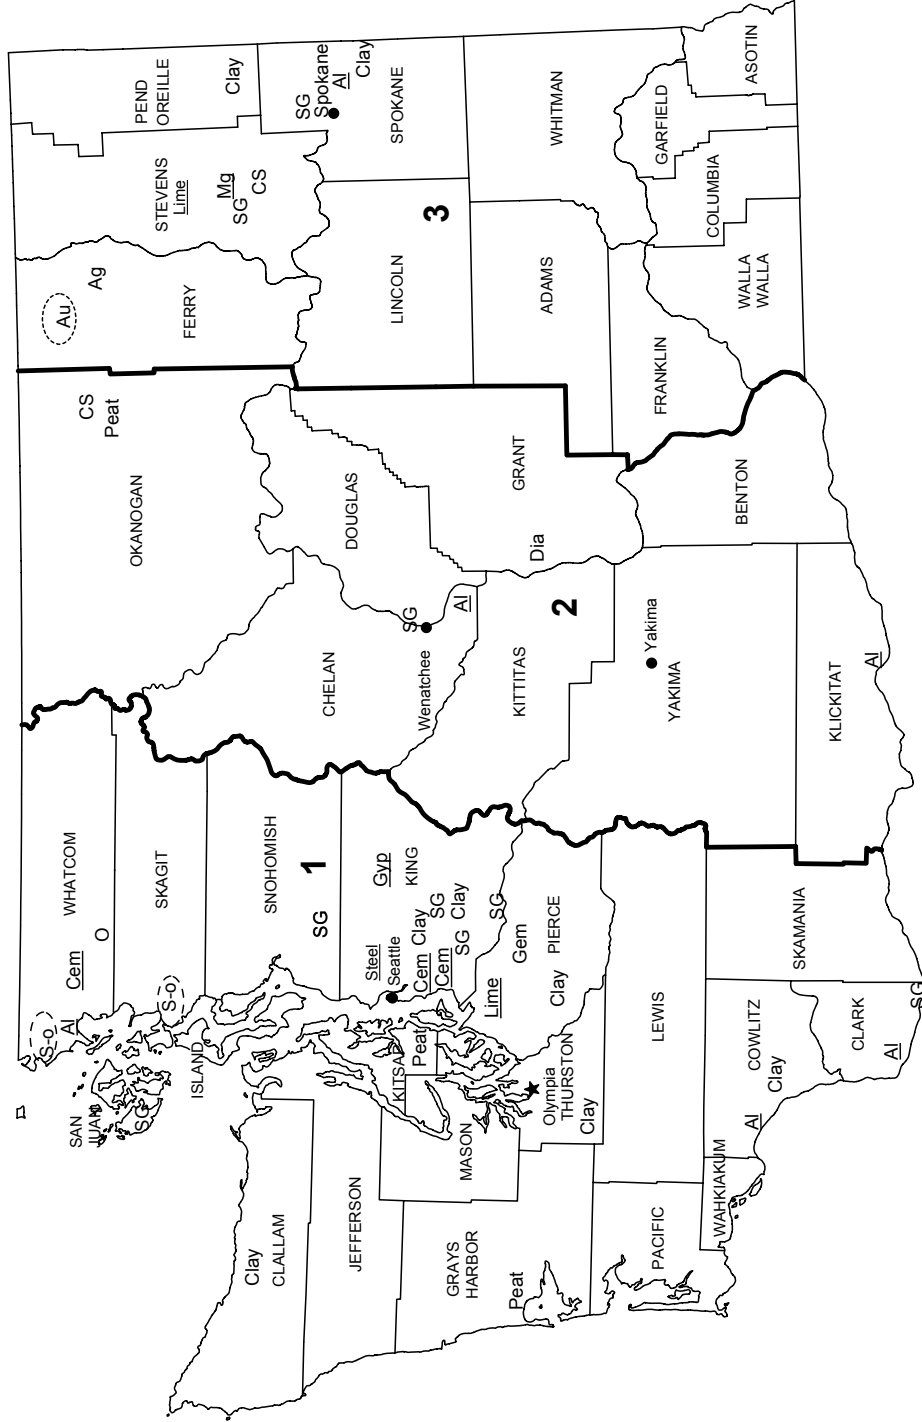 WHATCOM
Cem
O
S-o
Al
SAN
JUAN
SG
SKAGIT
S-o
ISLAND
SNOHOMISH
1
SG
CLALLAM
Clay
JEFFERSON
KITSAP
Peat
Gyp
KING
Steel
Seattle
Cem
Clay
Cem
SG
SG
Clay
SG
MASON
GRAYS
HARBOR
Peat
Lime
Gem
PIERCE
Clay
Olympia
THURSTON
Clay
LEWIS
PACIFIC
WAHKIAKUM
Al
COWLITZ
Clay
CLARK
Al
SG
SKAMANIA
OKANOGAN
CS
Peat
CHELAN
Wenatchee
SG
Al
DOUGLAS
GRANT
Dia
KITTITAS
2
Yakima
YAKIMA
BENTON
KLICKITAT
Al
FERRY
Au
Ag
STEVENS
Lime
Mg
SG
CS
PEND
OREILLE
Clay
SG
Spokane
Al
Clay
SPOKANE
LINCOLN
3
ADAMS
WHITMAN
FRANKLIN
WALLA
WALLA
COLUMBIA
GARFIELD
ASOTIN